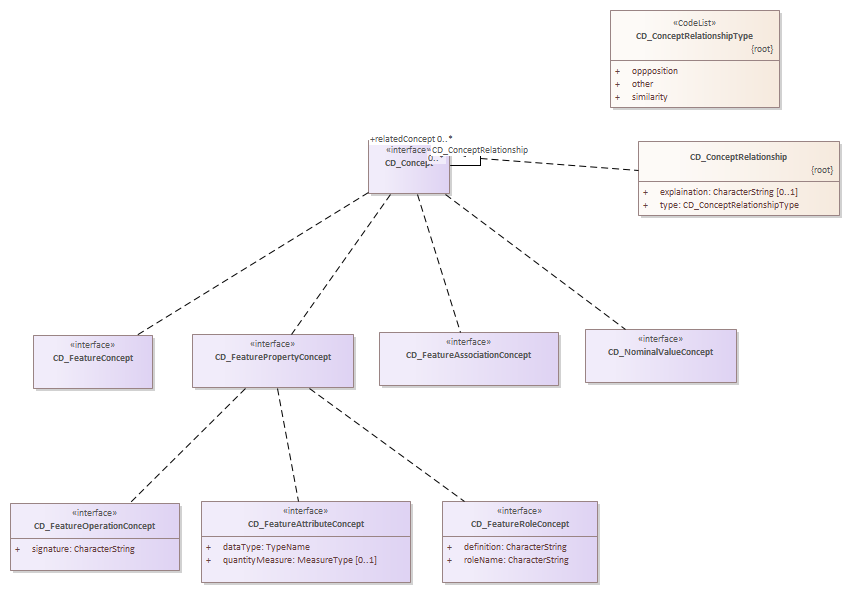 «CodeList»
CD_ConceptRelationshipType
{root}
+ oppposition
+ other
+ similarity
+relatedConcept 0..*
«interface» CD_ConceptRelationship
0..*
CD_Concept
CD_ConceptRelationship
{root}
+ explaination: CharacterString [0..1]
+ type: CD_ConceptRelationshipType
«interface»
CD_FeatureConcept
«interface»
CD_FeaturePropertyConcept
«interface»
CD_FeatureAssociationConcept
«interface»
CD_NominalValueConcept
«interface»
CD_FeatureOperationConcept
+ signature: CharacterString
«interface»
CD_FeatureAttributeConcept
+ dataType: TypeName
+ quantityMeasure: MeasureType [0..1]
«interface»
CD_FeatureRoleConcept
+ definition: CharacterString
+ roleName: CharacterString